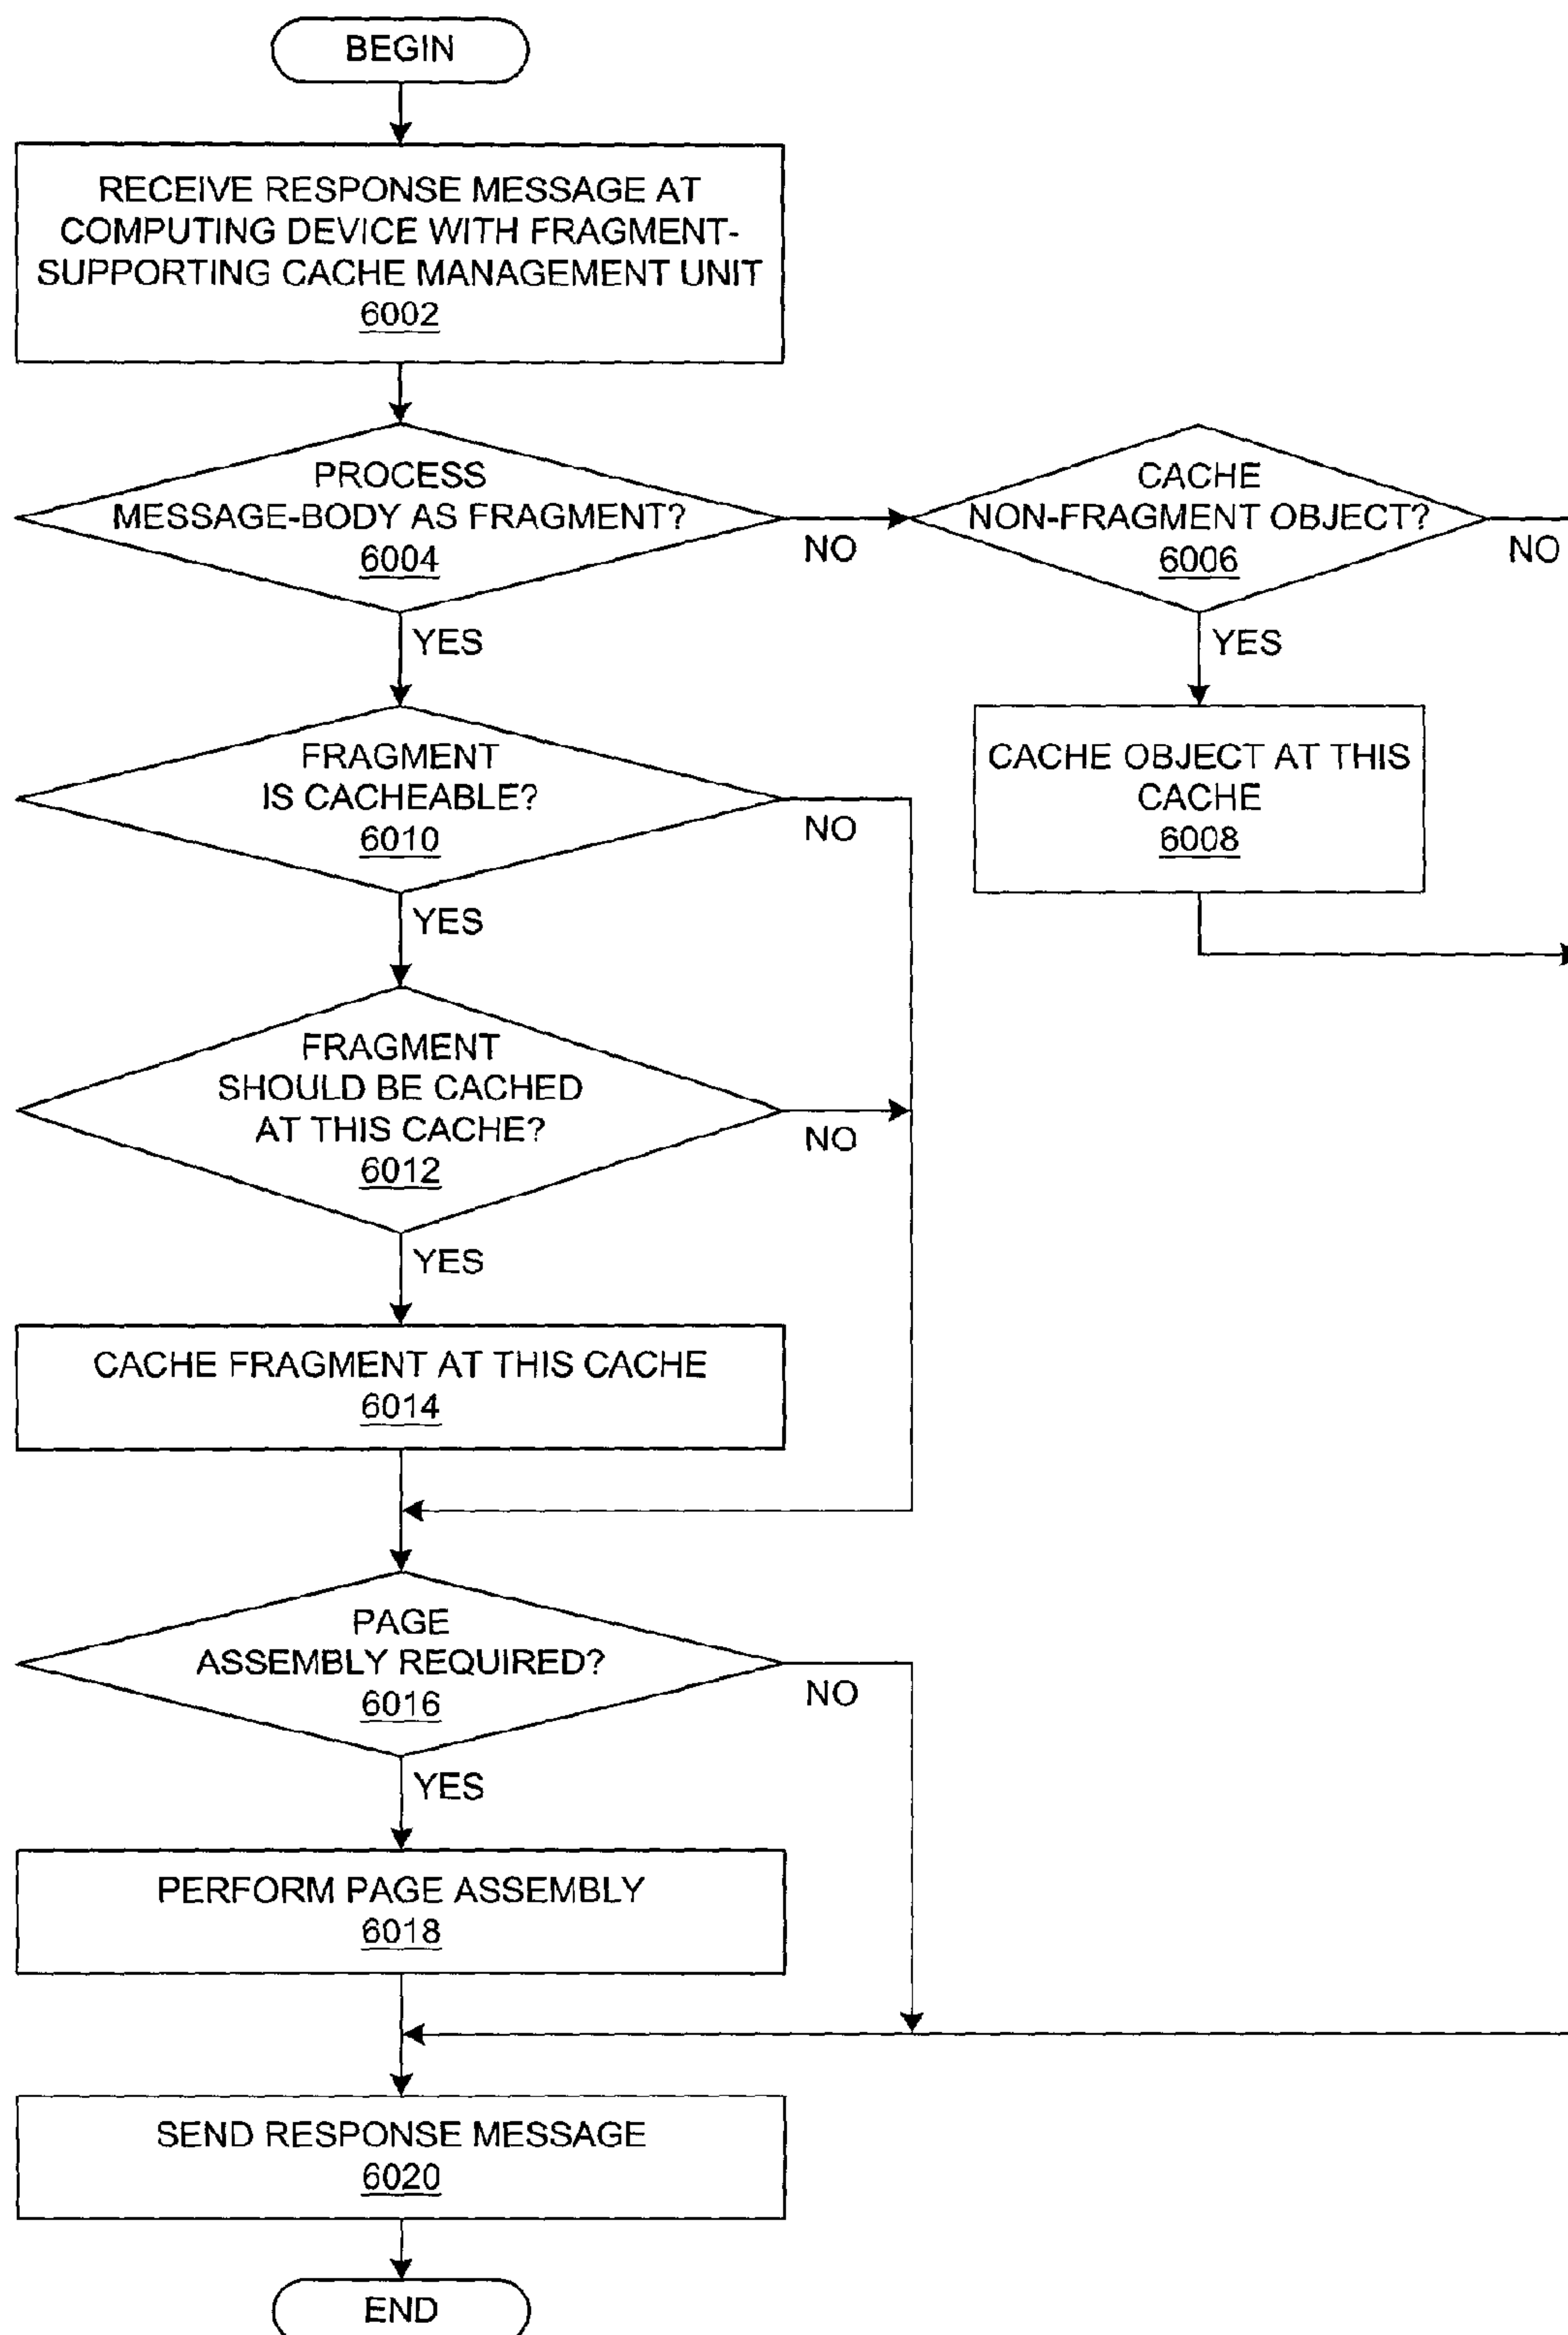 BEGIN
RECEIVE RESPONSE MESSAGE AT
COMPUTING DEVICE WITH FRAGMENT-
SUPPORTING CACHE MANAGEMENT UNIT
6002
PROCESS
MESSAGE-BODY AS FRAGMENT?
6004
NO
YES
CACHE
NON-FRAGMENT OBJECT?
6006
NO
YES
CACHE OBJECT AT THIS
CACHE
6008
FRAGMENT
IS CACHEABLE?
6010
NO
YES
FRAGMENT
SHOULD BE CACHED
AT THIS CACHE?
6012
NO
YES
CACHE FRAGMENT AT THIS CACHE
6014
PAGE
ASSEMBLY REQUIRED?
6016
NO
YES
PERFORM PAGE ASSEMBLY
6018
SEND RESPONSE MESSAGE
6020
END